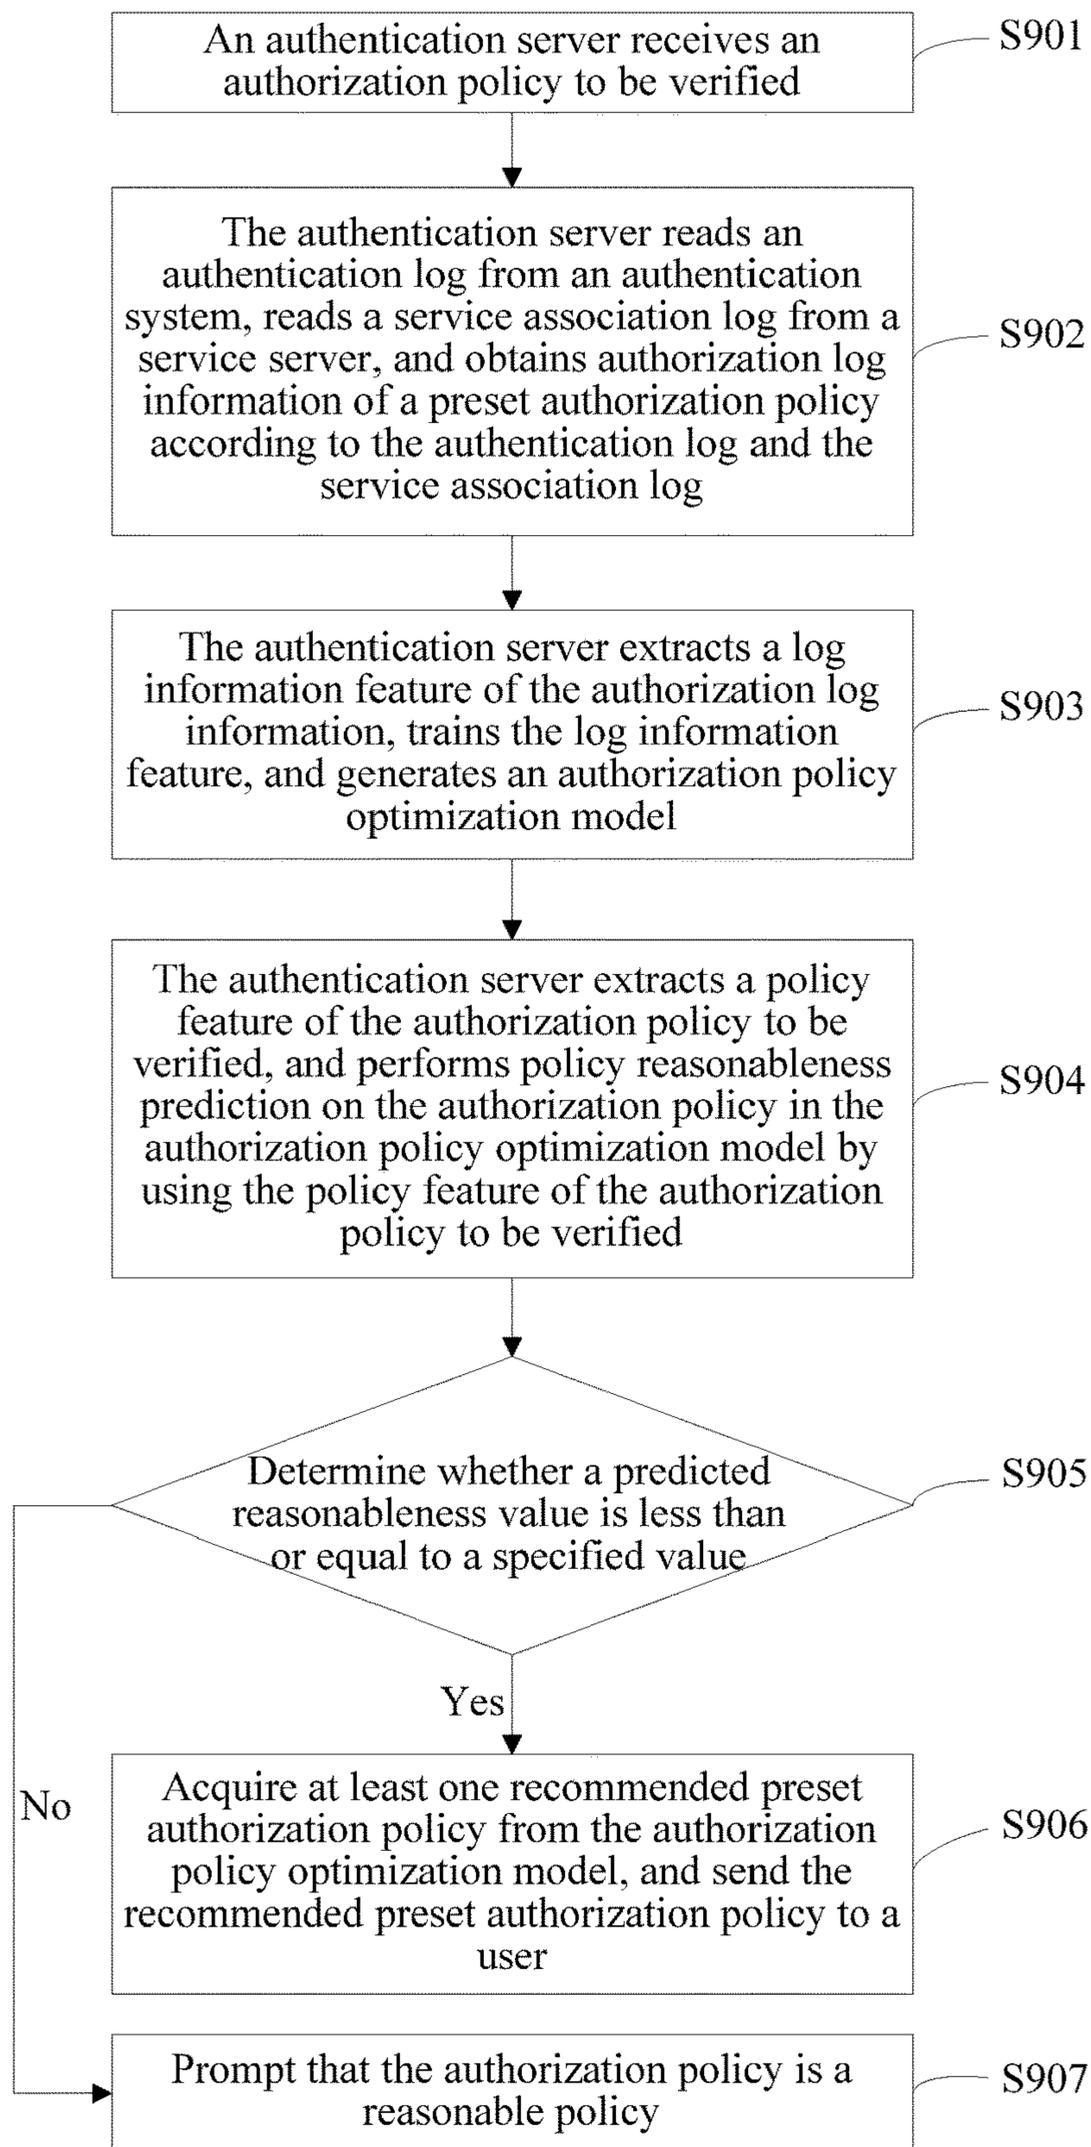 An authentication server receives an
authorization policy to be verified
S901
The authentication server reads an
authentication log from an authentication
system, reads a service association log from a
service server, and obtains authorization log
information of a preset authorization policy
according to the authentication log and the
service association log
S902
The authentication server extracts a log
information feature of the authorization log
information, trains the log information
feature, and generates an authorization policy
optimization model
S903
The authentication server extracts a policy
feature of the authorization policy to be
verified, and performs policy reasonableness
prediction on the authorization policy in the
authorization policy optimization model by
using the policy feature of the authorization
policy to be verified
S904
Determine whether a predicted
reasonableness value is less than
or equal to a specified value
S905
Yes
No
Acquire at least one recommended preset
authorization policy from the authorization
policy optimization model, and send the
recommended preset authorization policy to a
user
S906
Prompt that the authorization policy is a
reasonable policy
S907